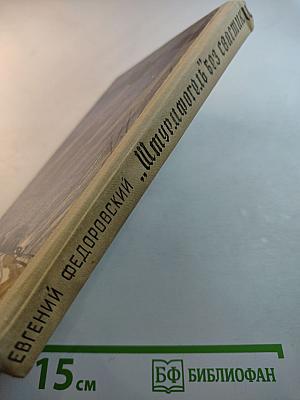 ЕВГЕНИЙ ФЕДОРОВСКИЙ „Штурмфогель" без свастики
15 см
БФ БИБЛИОФАН